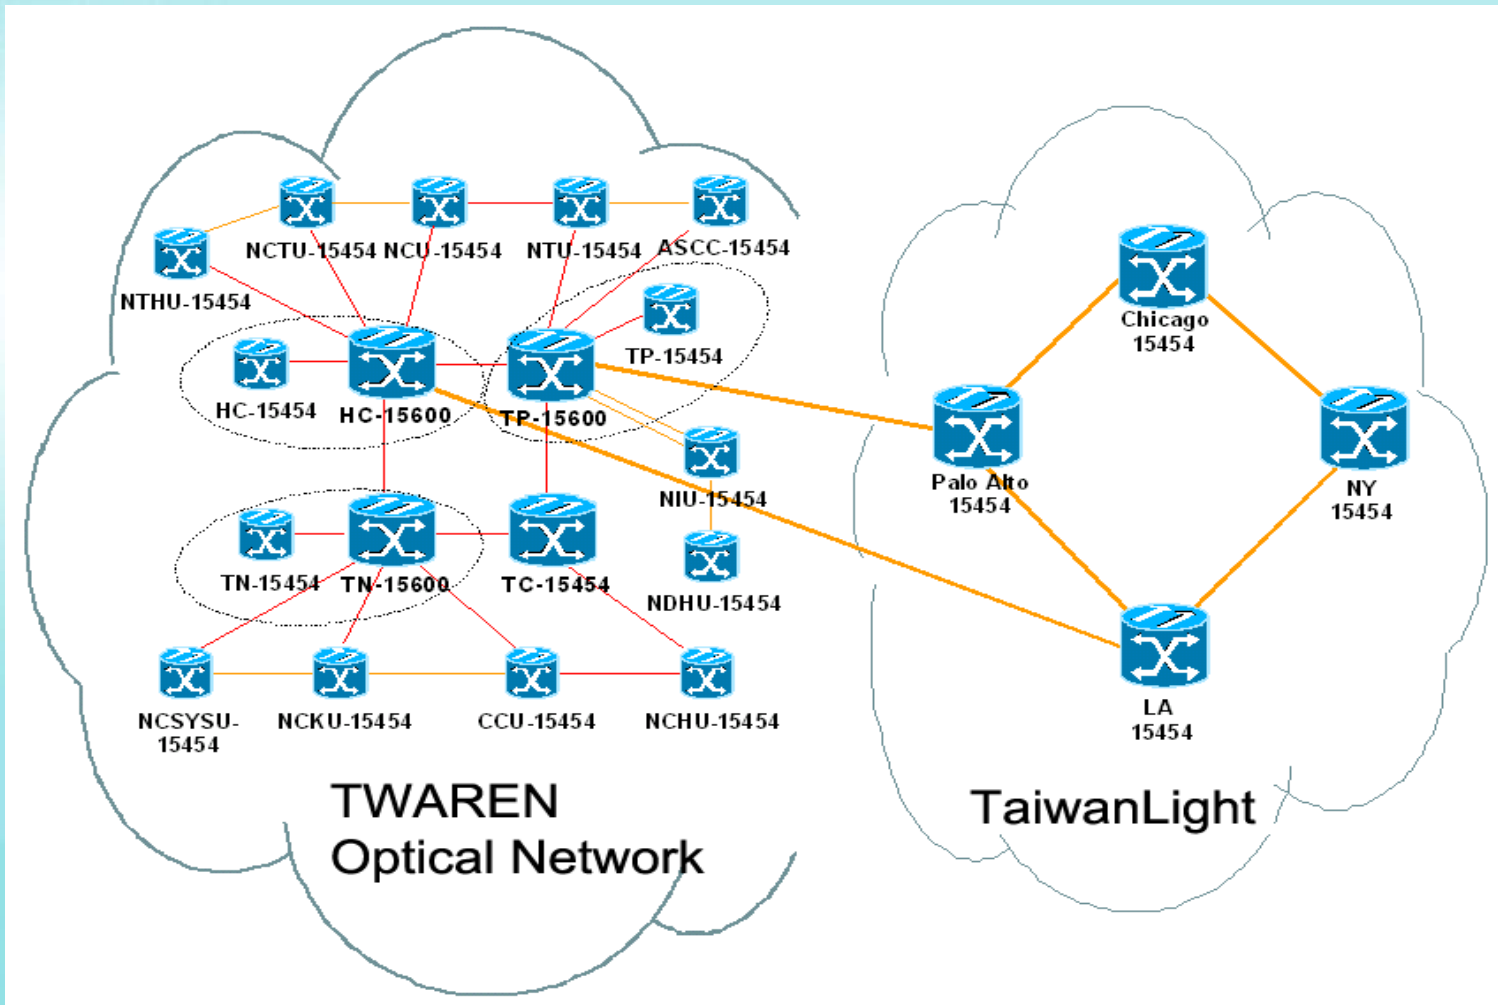 NCTU-15454
NCU-15454
NTU-15454
ASCC-15454
NTHU-15454
TP-15454
HC-15454
HC-15600
TP-15600
NIU-15454
TN-15454
TN-15600
TC-15454
NDHU-15454
NCSYSU-
15454
NCKU-15454
CCU-15454
NCHU-15454
TWAREN
Optical Network
Chicago
15454
Palo Alto
15454
NY
15454
LA
15454
TaiwanLight